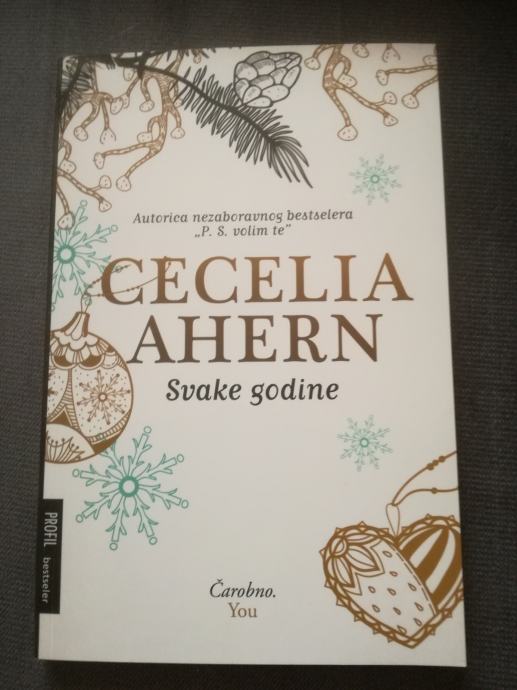 Autorica nezaboravnog bestselera
„P. S. volim te”
CECELIA
AHERN
Svake godine
PROFIL
bestseler
Čarobno.
You